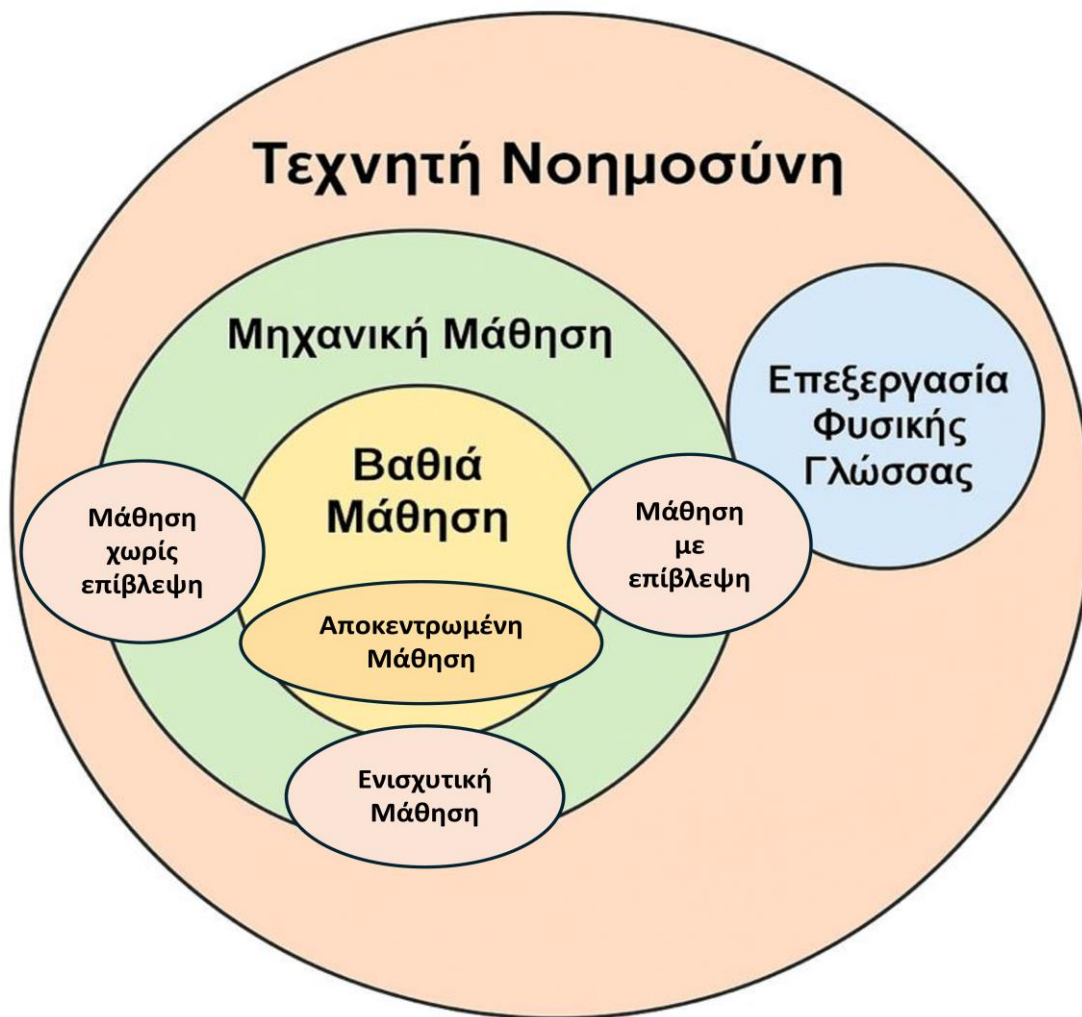 Τεχνητή Νοημοσύνη
Μηχανική Μάθηση
Επεξεργασία
Φυσικής
Γλώσσας
Βαθιά
Μάθηση
Μάθηση
χωρίς
επίβλεψη
Μάθηση
με
επίβλεψη
Αποκεντρωμένη
Μάθηση
Ενισχυτική
Μάθηση